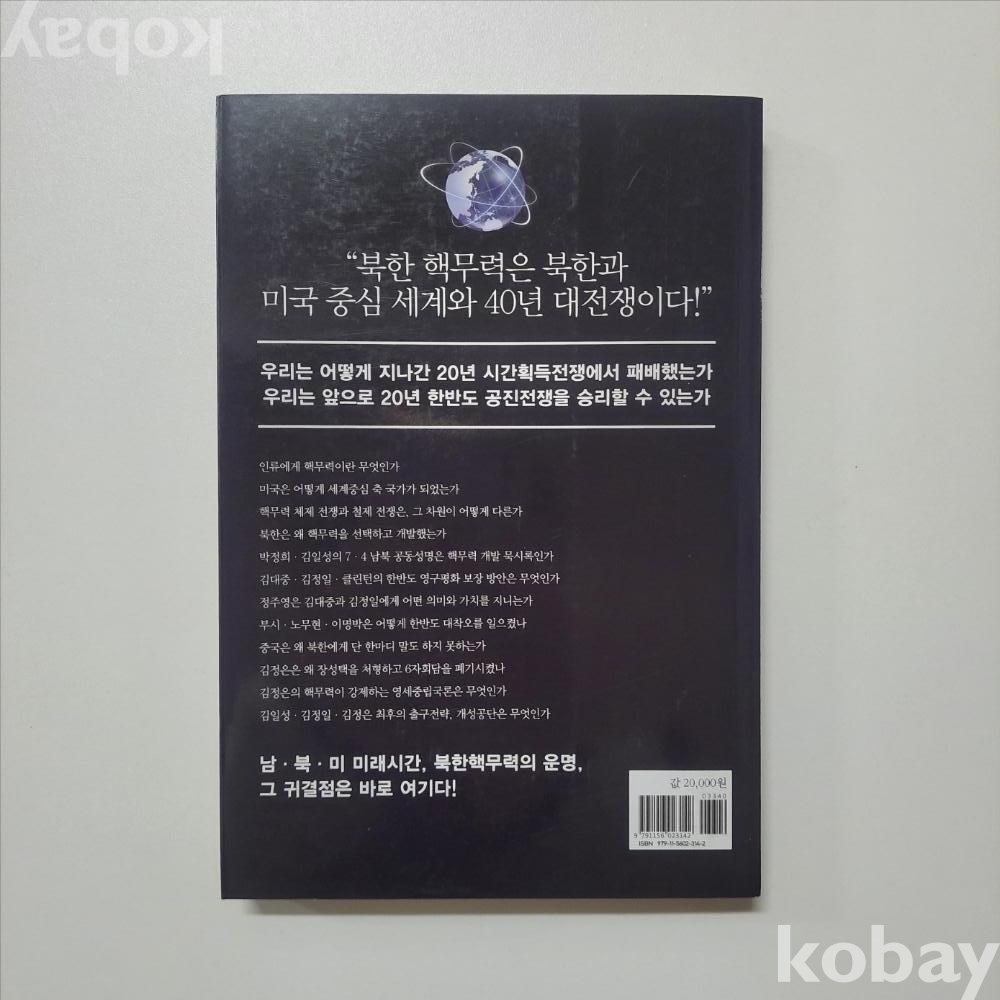 kobay
"북한 핵무력은 북한과
미국 중심 세계와 40년 대전쟁이다!"
우리는 어떻게 지나간 20년 시간획득전쟁에서 패배했는가
우리는 앞으로 20년 한반도 공진전쟁을 승리할 수 있는가
인류에게 핵무력이란 무엇인가
미국은 어떻게 세계중심 축 국가가 되었는가
핵무력 체제 전쟁과 철제 전쟁은, 그 차원이 어떻게 다른가
북한은 왜 핵무력을 선택하고 개발했는가
박정희 · 김일성의 7 · 4 남북 공동성명은 핵무력 개발 묵시록인가
김대중 · 김정일 · 클린턴의 한반도 영구평화 보장 방안은 무엇인가
정주영은 김대중과 김정일에게 어떤 의미와 가치를 지니는가
부시 · 노무현 · 이명박은 어떻게 한반도 대착오를 일으켰나
중국은 왜 북한에게 단 한마디 말도 하지 못하는가
김정은은 왜 장성택을 처형하고 6자회담을 폐기시켰나
김정은의 핵무력이 강제하는 영세중립국론은 무엇인가
김일성 · 김정일 · 김정은 최후의 출구전략, 개성공단은 무엇인가
남 · 북 · 미 미래시간, 북한핵무력의 운명,
그 귀결점은 바로 여기다!
값 20,000원
03340
9 791156 023142
ISBN 979-11-5602-314-2
kobay